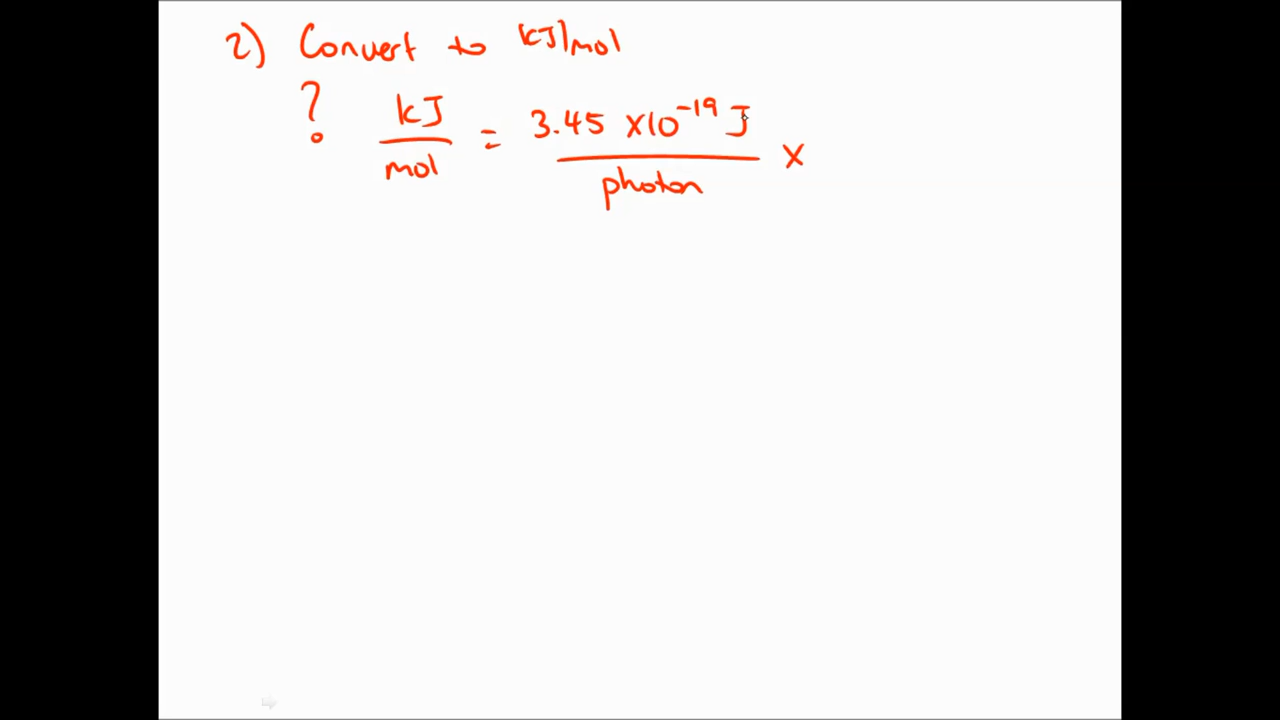 2) Convert to kJ/mol
? kJ/mol = 3.45 x10⁻¹⁹ J/photon x